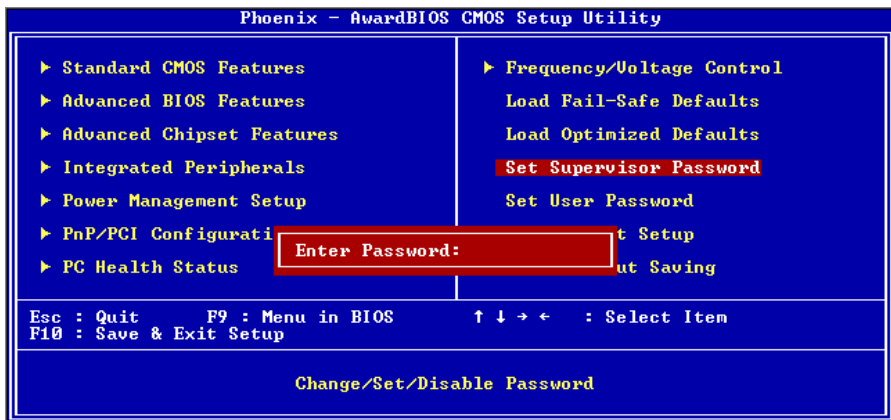 Phoenix - AwardBIOS CMOS Setup Utility
▶ Standard CMOS Features
▶ Advanced BIOS Features
▶ Advanced Chipset Features
▶ Integrated Peripherals
▶ Power Management Setup
▶ PnP/PCI Configurati
▶ PC Health Status
▶ Frequency/Voltage Control
Load Fail-Safe Defaults
Load Optimized Defaults
Set Supervisor Password
Set User Password
t Setup
ut Saving
Enter Password:
Esc : Quit F9 : Menu in BIOS ↑ ↓ → ← : Select Item
F10 : Save & Exit Setup
Change/Set/Disable Password